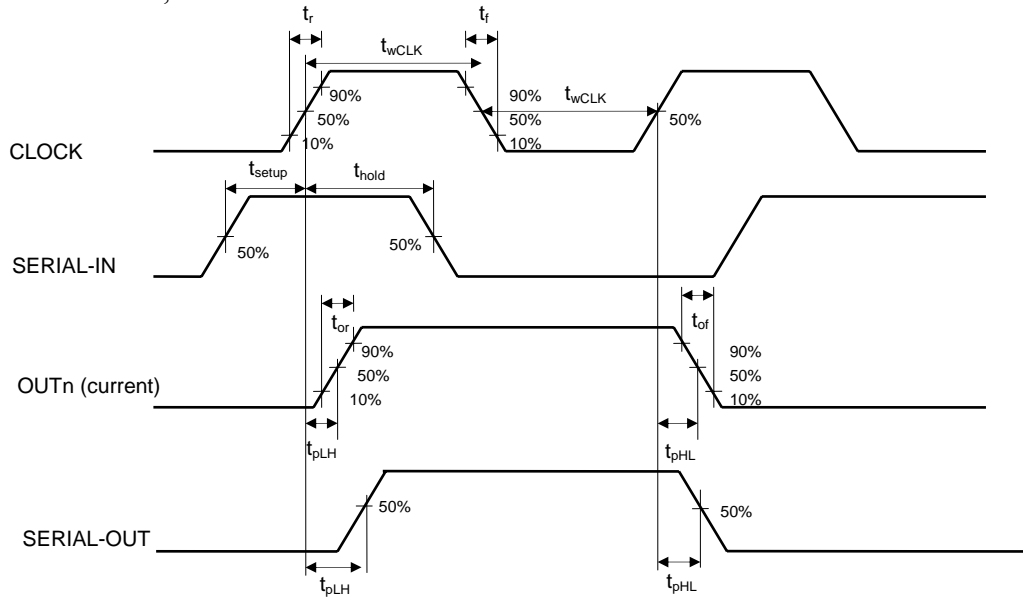 tr
tf
twCLK
90%
50%
10%
90%
50%
10%
twCLK
50%
CLOCK
tsetup
thold
50%
50%
SERIAL-IN
tor
tof
90%
50%
10%
90%
50%
10%
OUTn (current)
tpLH
tpHL
50%
50%
SERIAL-OUT
tpLH
tpHL